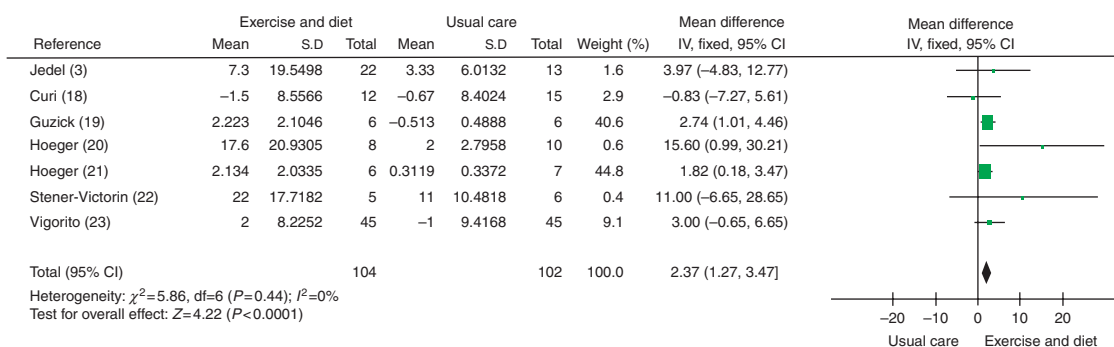 Exercise and diet Usual care Mean difference Mean difference
Reference Mean S.D Total Mean S.D Total Weight (%) IV, fixed, 95% CI IV, fixed, 95% CI
Jedel (3) 7.3 19.5498 22 3.33 6.0132 13 1.6 3.97 (–4.83, 12.77)
Curi (18) –1.5 8.5566 12 –0.67 8.4024 15 2.9 –0.83 (–7.27, 5.61)
Guzick (19) 2.223 2.1046 6 –0.513 0.4888 6 40.6 2.74 (1.01, 4.46)
Hoeger (20) 17.6 20.9305 8 2 2.7958 10 0.6 15.60 (0.99, 30.21)
Hoeger (21) 2.134 2.0335 6 0.3119 0.3372 7 44.8 1.82 (0.18, 3.47)
Stener-Victorin (22) 22 17.7182 5 11 10.4818 6 0.4 11.00 (–6.65, 28.65)
Vigorito (23) 2 8.2252 45 –1 9.4168 45 9.1 3.00 (–0.65, 6.65)
Total (95% CI) 104 102 100.0 2.37 (1.27, 3.47]
Heterogeneity: χ²=5.86, df=6 (P=0.44); I²=0%
Test for overall effect: Z=4.22 (P<0.0001)
–20 –10 0 10 20
Usual care Exercise and diet